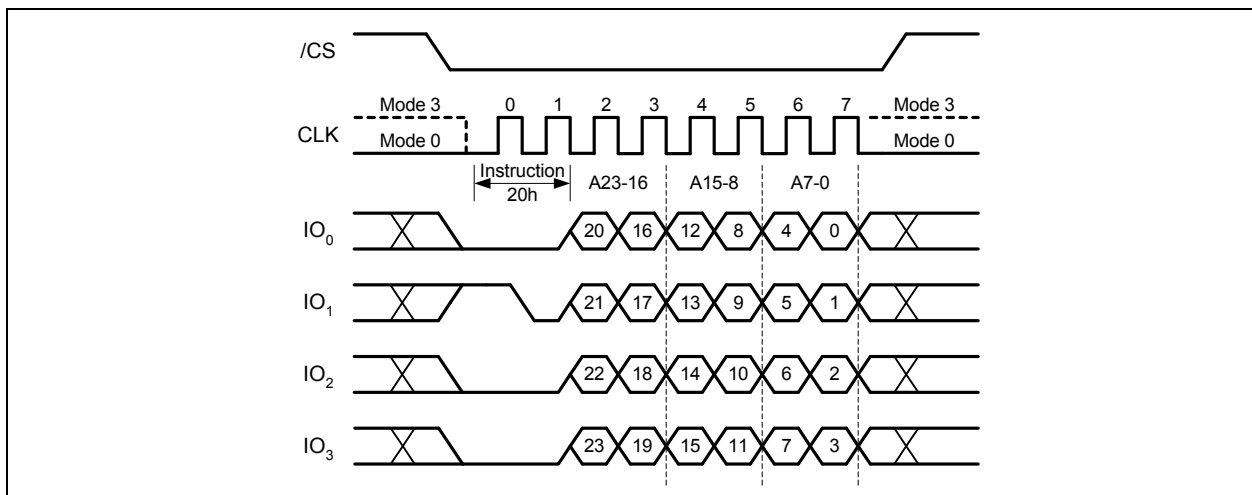 /CS
Mode 3 0 1 2 3 4 5 6 7 Mode 3
CLK
Mode 0 Mode 0
Instruction A23-16 A15-8 A7-0
20h
IO0 20 16 12 8 4 0
IO1 21 17 13 9 5 1
IO2 22 18 14 10 6 2
IO3 23 19 15 11 7 3